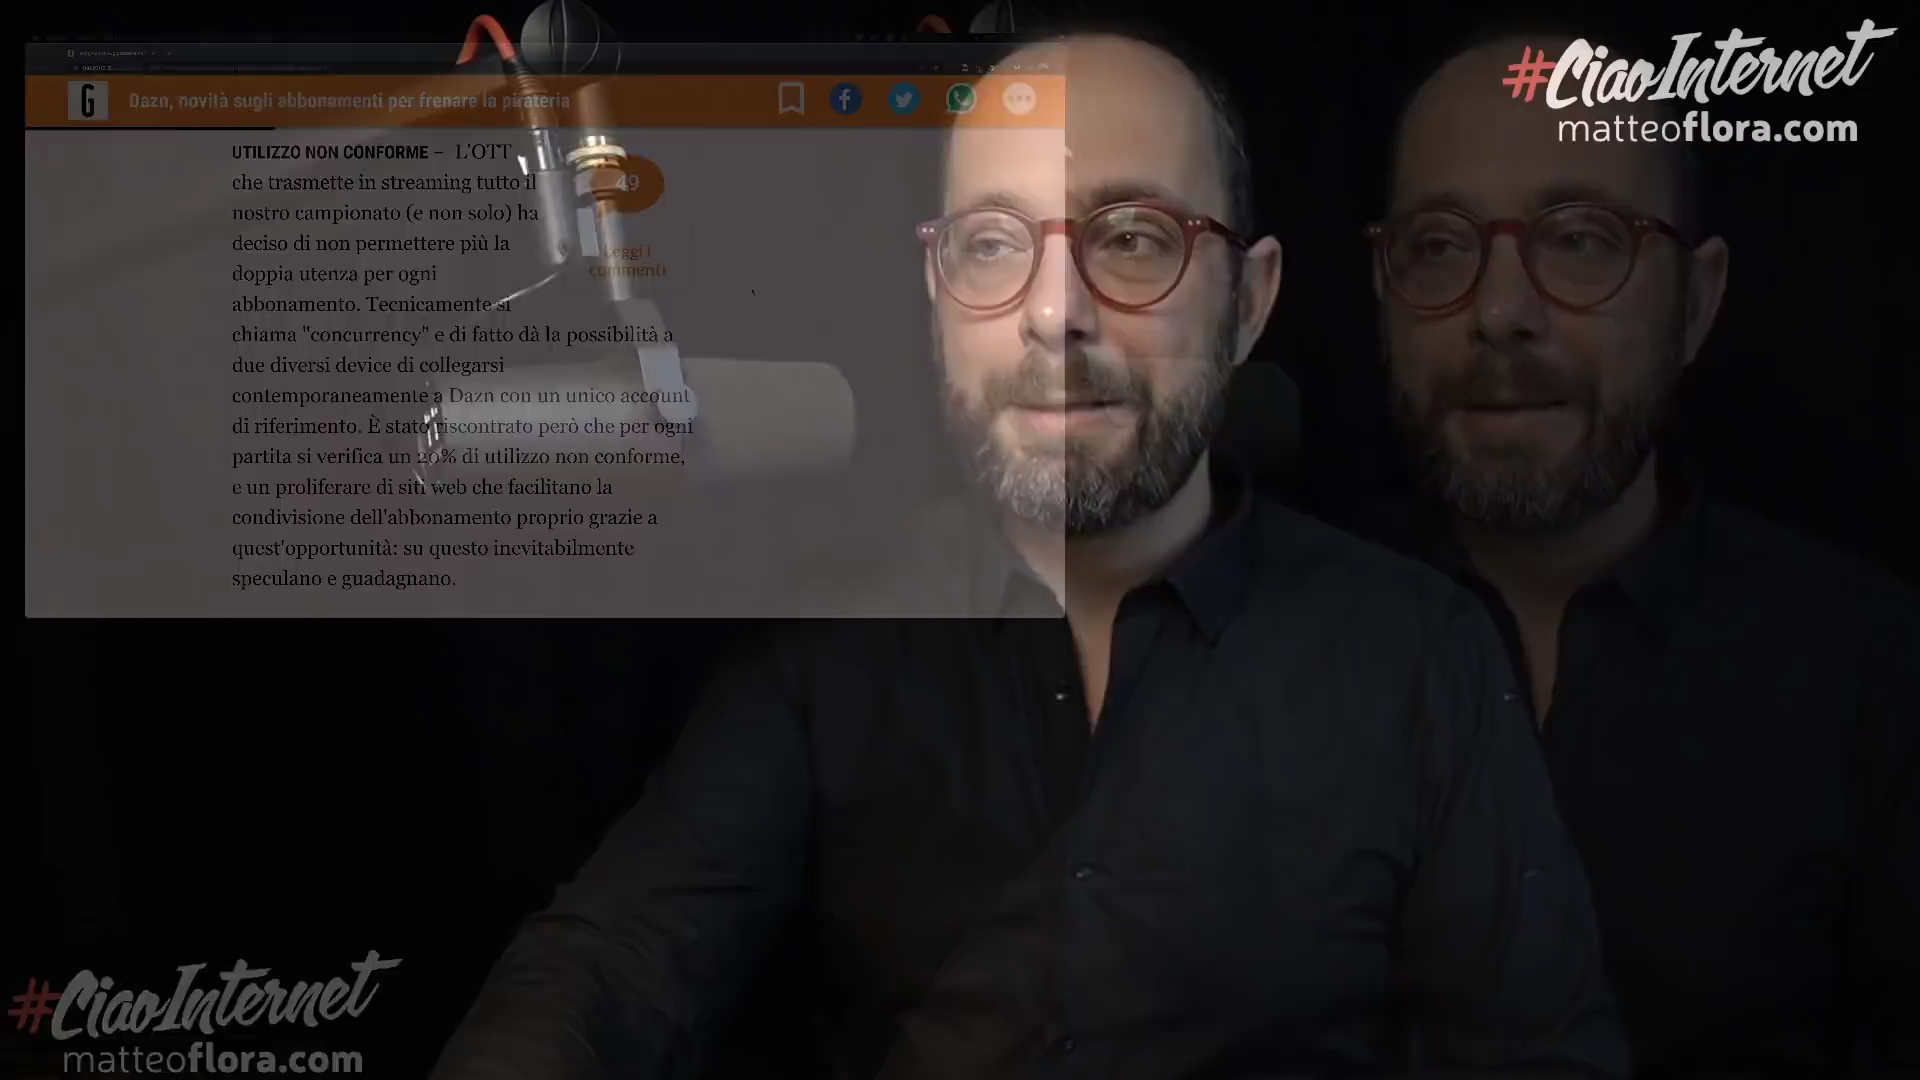 #CiaoInternet
matteoflora.com
G
Dazn, novità sugli abbonamenti per frenare la pirateria
UTILIZZO NON CONFORME – L'OTT
che trasmette in streaming tutto il
nostro campionato (e non solo) ha
deciso di non permettere più la
doppia utenza per ogni
abbonamento. Tecnicamente si
chiama "concurrency" e di fatto dà la possibilità a
due diversi device di collegarsi
contemporaneamente a Dazn con un unico account
di riferimento. È stato riscontrato però che per ogni
partita si verifica un 20% di utilizzo non conforme,
e un proliferare di siti web che facilitano la
condivisione dell'abbonamento proprio grazie a
quest'opportunità: su questo inevitabilmente
speculano e guadagnano.
49
Leggi i
commenti
#CiaoInternet
matteoflora.com